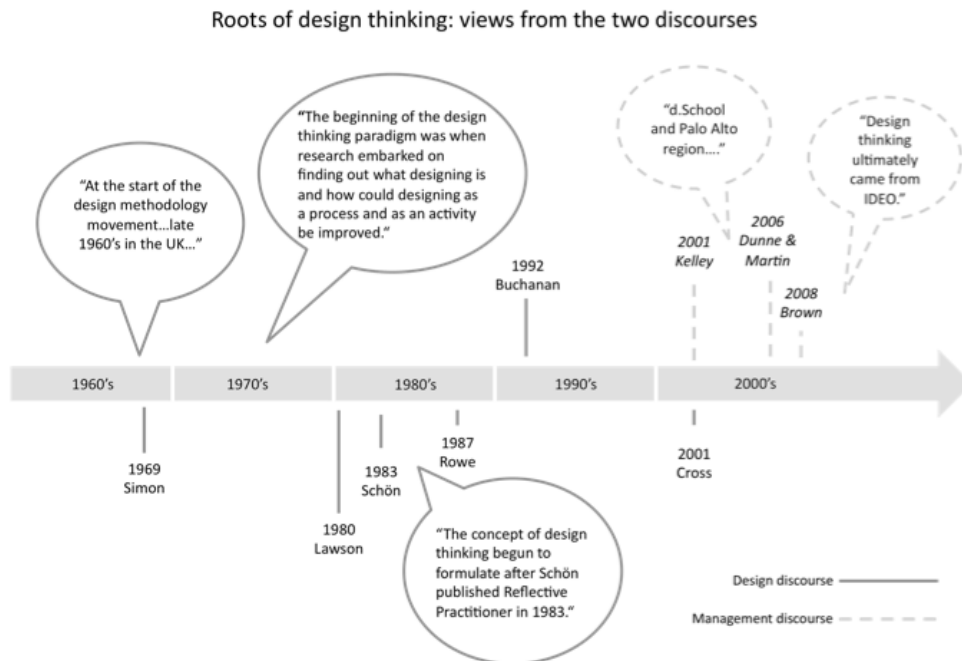 Roots of design thinking: views from the two discourses
“At the start of the
design methodology
movement...late
1960’s in the UK...”
“The beginning of the design
thinking paradigm was when
research embarked on
finding out what designing is
and how could designing as
a process and as an activity
be improved.“
“d.School
and Palo Alto
region....”
“Design
thinking
ultimately
came from
IDEO.”
1992
Buchanan
2001
Kelley
2006
Dunne &
Martin
2008
Brown
1960’s
1970’s
1980’s
1990’s
2000’s
1969
Simon
1980
Lawson
1983
Schön
1987
Rowe
2001
Cross
“The concept of design
thinking begun to
formulate after Schön
published Reflective
Practitioner in 1983.“
Design discourse
Management discourse